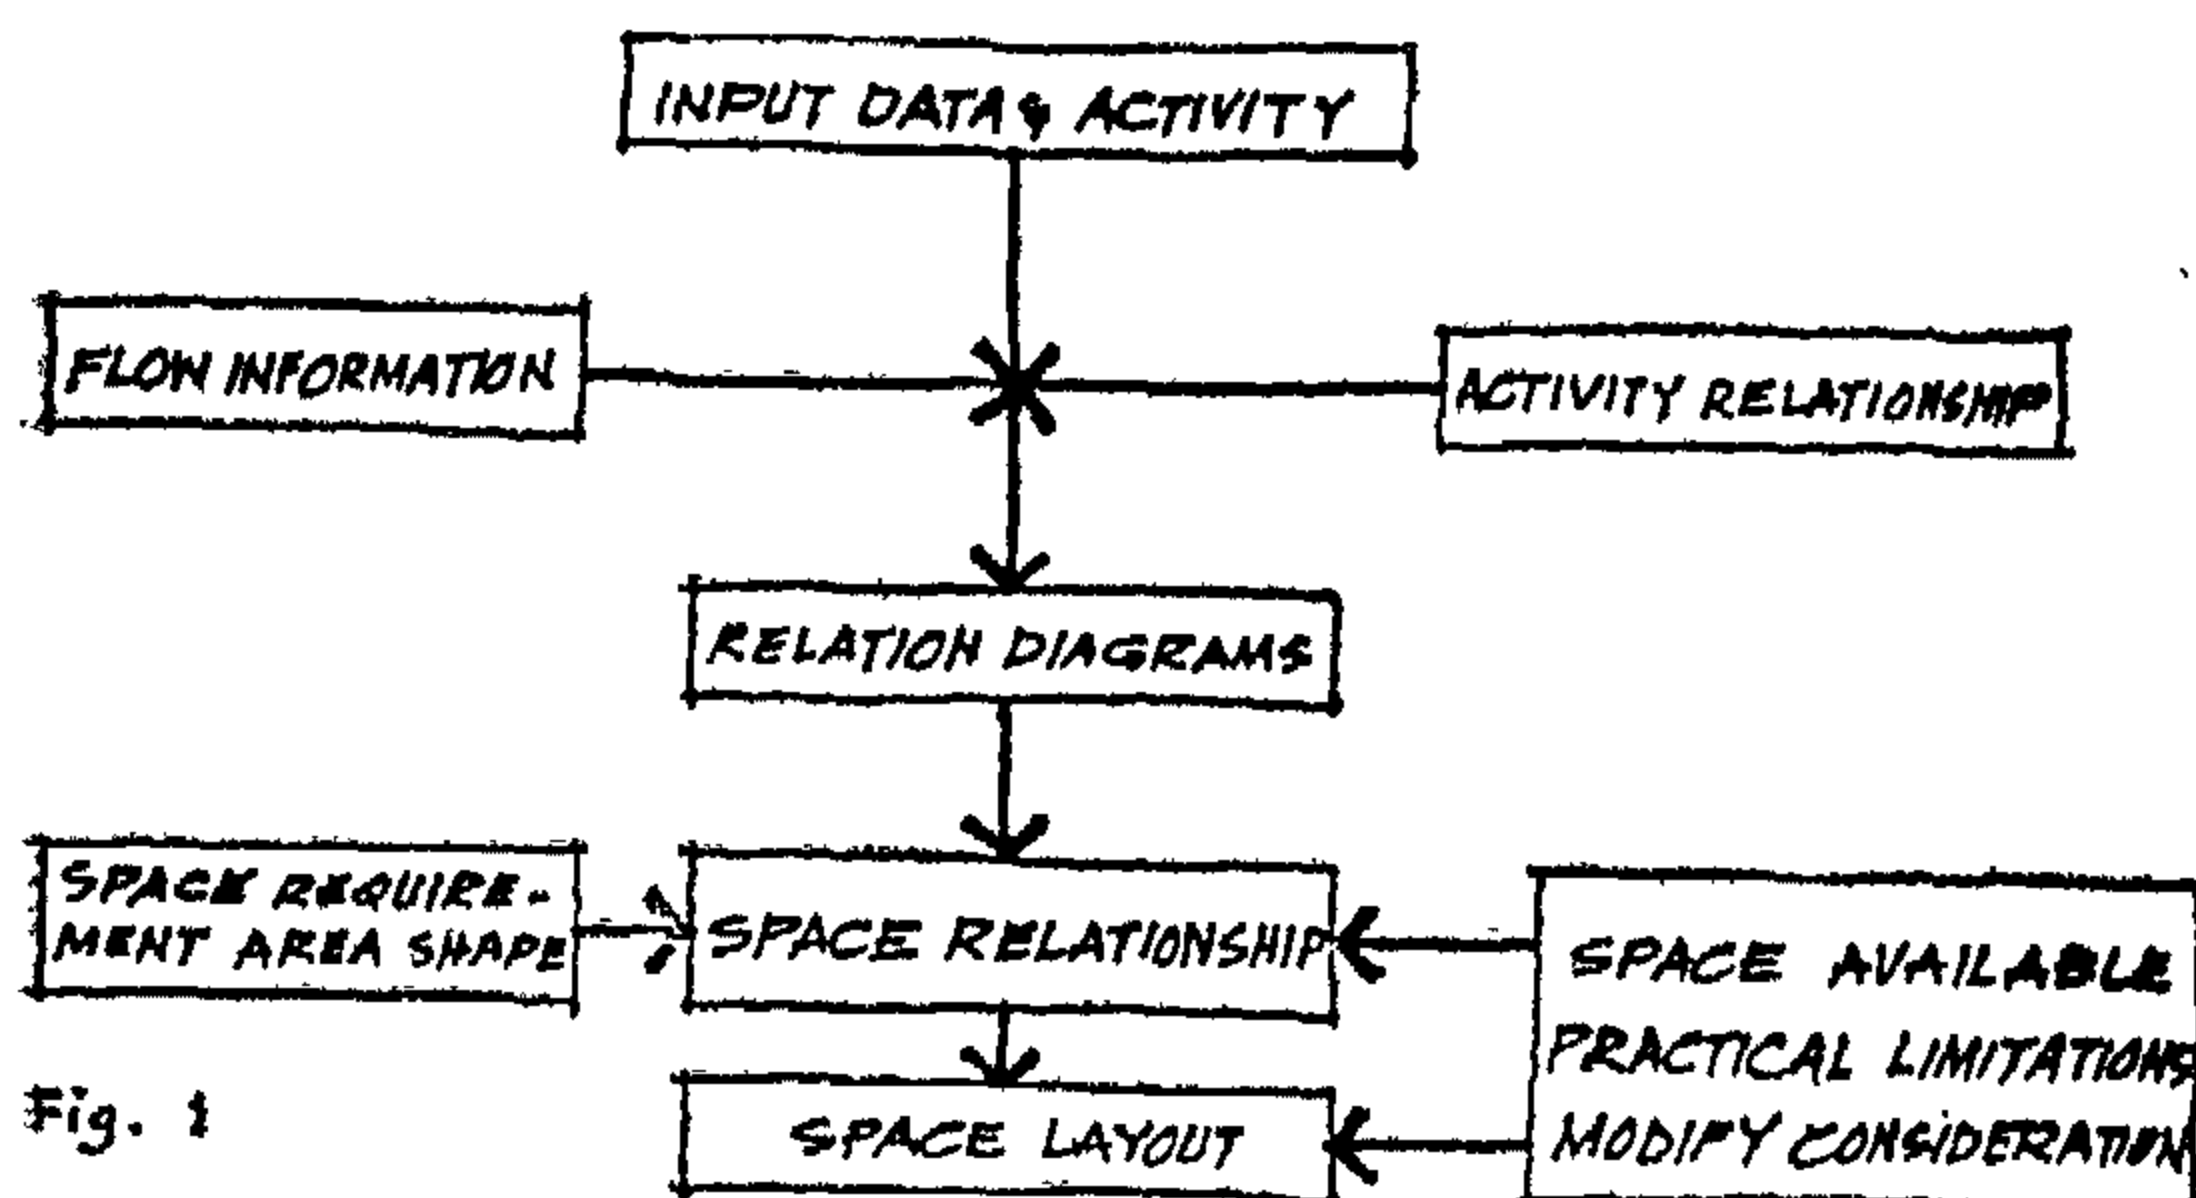 INPUT DATA & ACTIVITY
FLOW INFORMATION
ACTIVITY RELATIONSHIP
RELATION DIAGRAMS
SPACE REQUIRE-
MENT AREA SHAPE
SPACE RELATIONSHIP
SPACE AVAILABLE
PRACTICAL LIMITATIONS
MODIFY CONSIDERATION
SPACE LAYOUT
Fig. 1